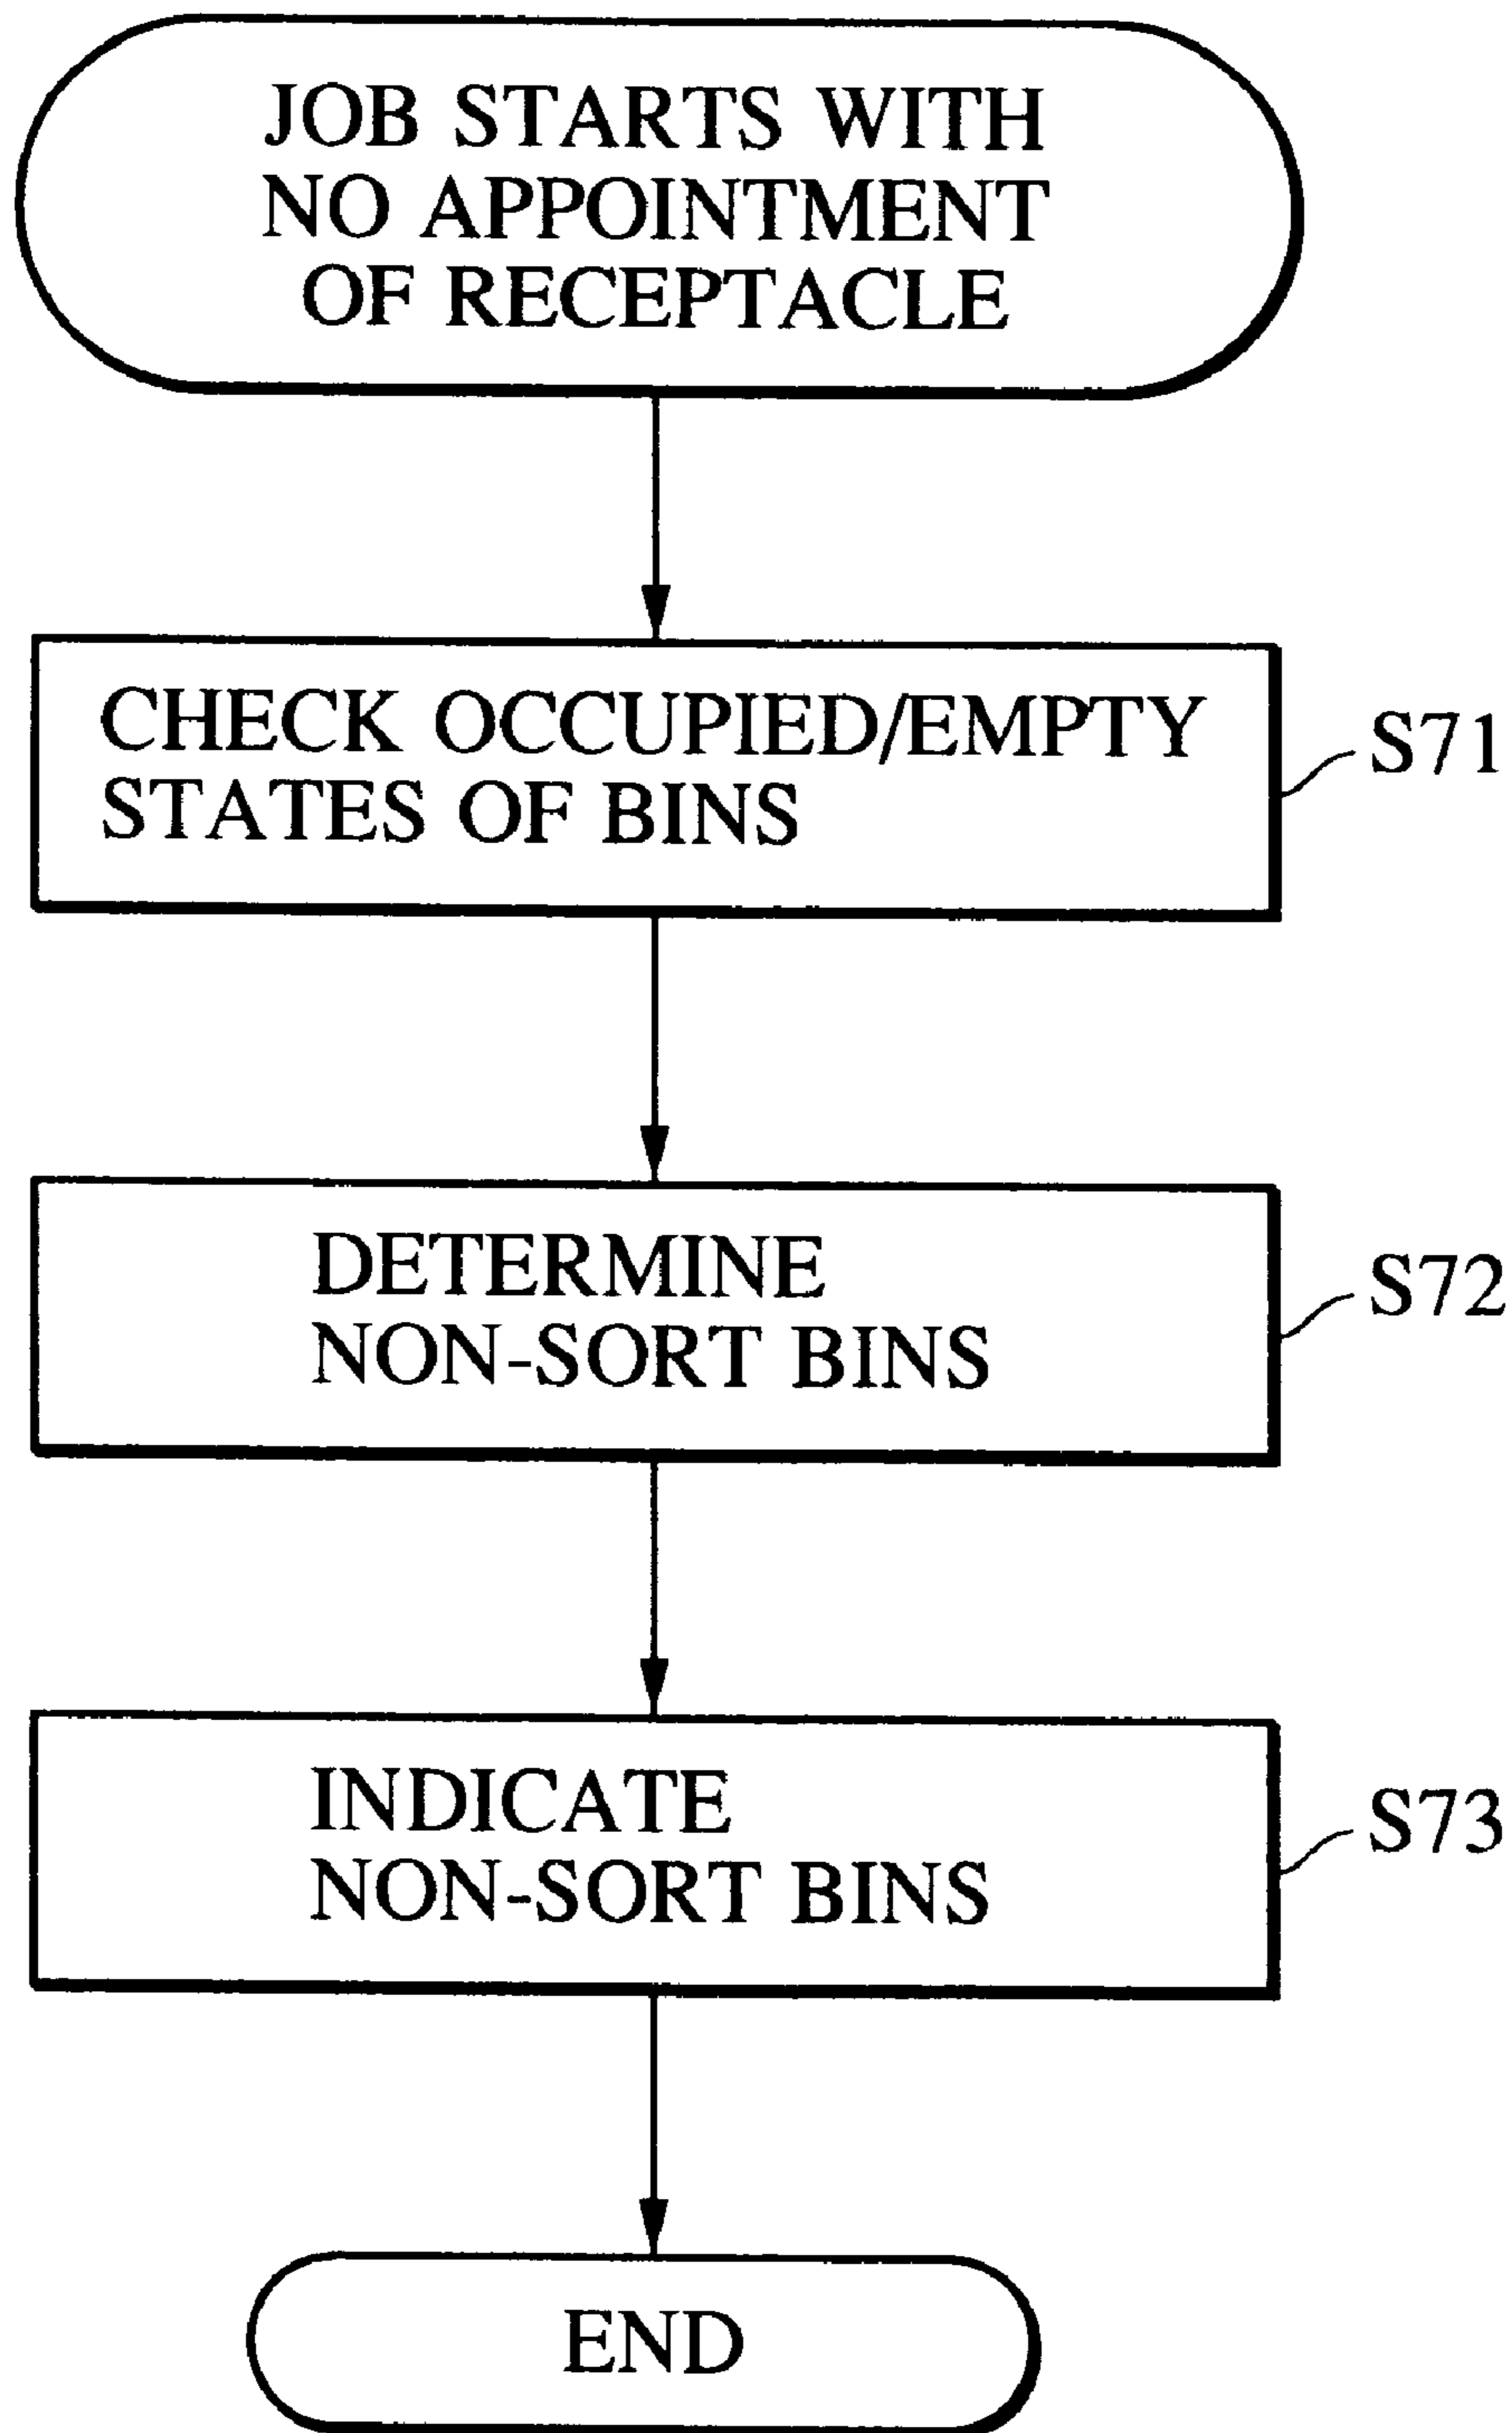 JOB STARTS WITH
NO APPOINTMENT
OF RECEPTACLE
CHECK OCCUPIED/EMPTY
STATES OF BINS
S71
DETERMINE
NON-SORT BINS
S72
INDICATE
NON-SORT BINS
S73
END